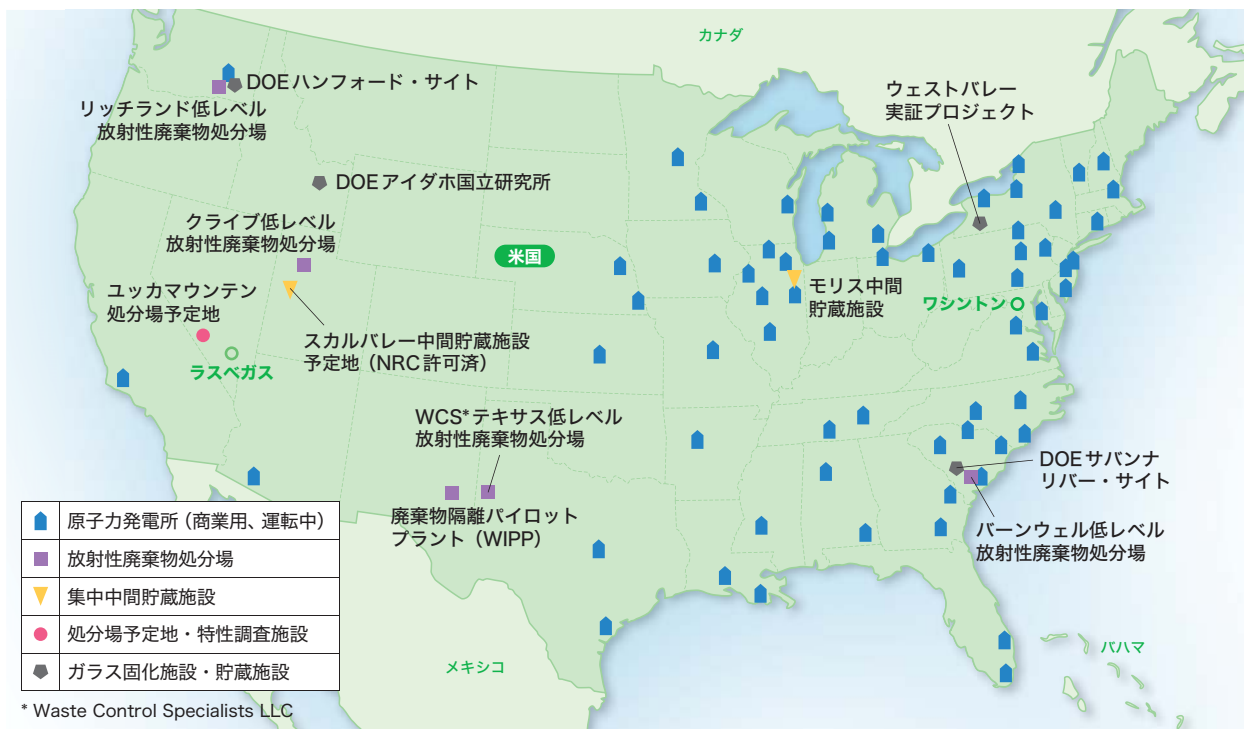 カナダ
DOEハンフォード・サイト
リッチランド低レベル
放射性廃棄物処分場
ウェストバレー
実証プロジェクト
DOEアイダホ国立研究所
クライブ低レベル
放射性廃棄物処分場
米国
ユッカマウンテン
処分場予定地
モリス中間
貯蔵施設
ワシントン
スカルバレー中間貯蔵施設
予定地（NRC許可済）
ラスベガス
WCS*テキサス低レベル
放射性廃棄物処分場
DOEサバンナ
リバー・サイト
廃棄物隔離パイロット
プラント（WIPP）
バーンウェル低レベル
放射性廃棄物処分場
原子力発電所（商業用、運転中）
放射性廃棄物処分場
集中中間貯蔵施設
処分場予定地・特性調査施設
ガラス固化施設・貯蔵施設
メキシコ
バハマ
* Waste Control Specialists LLC